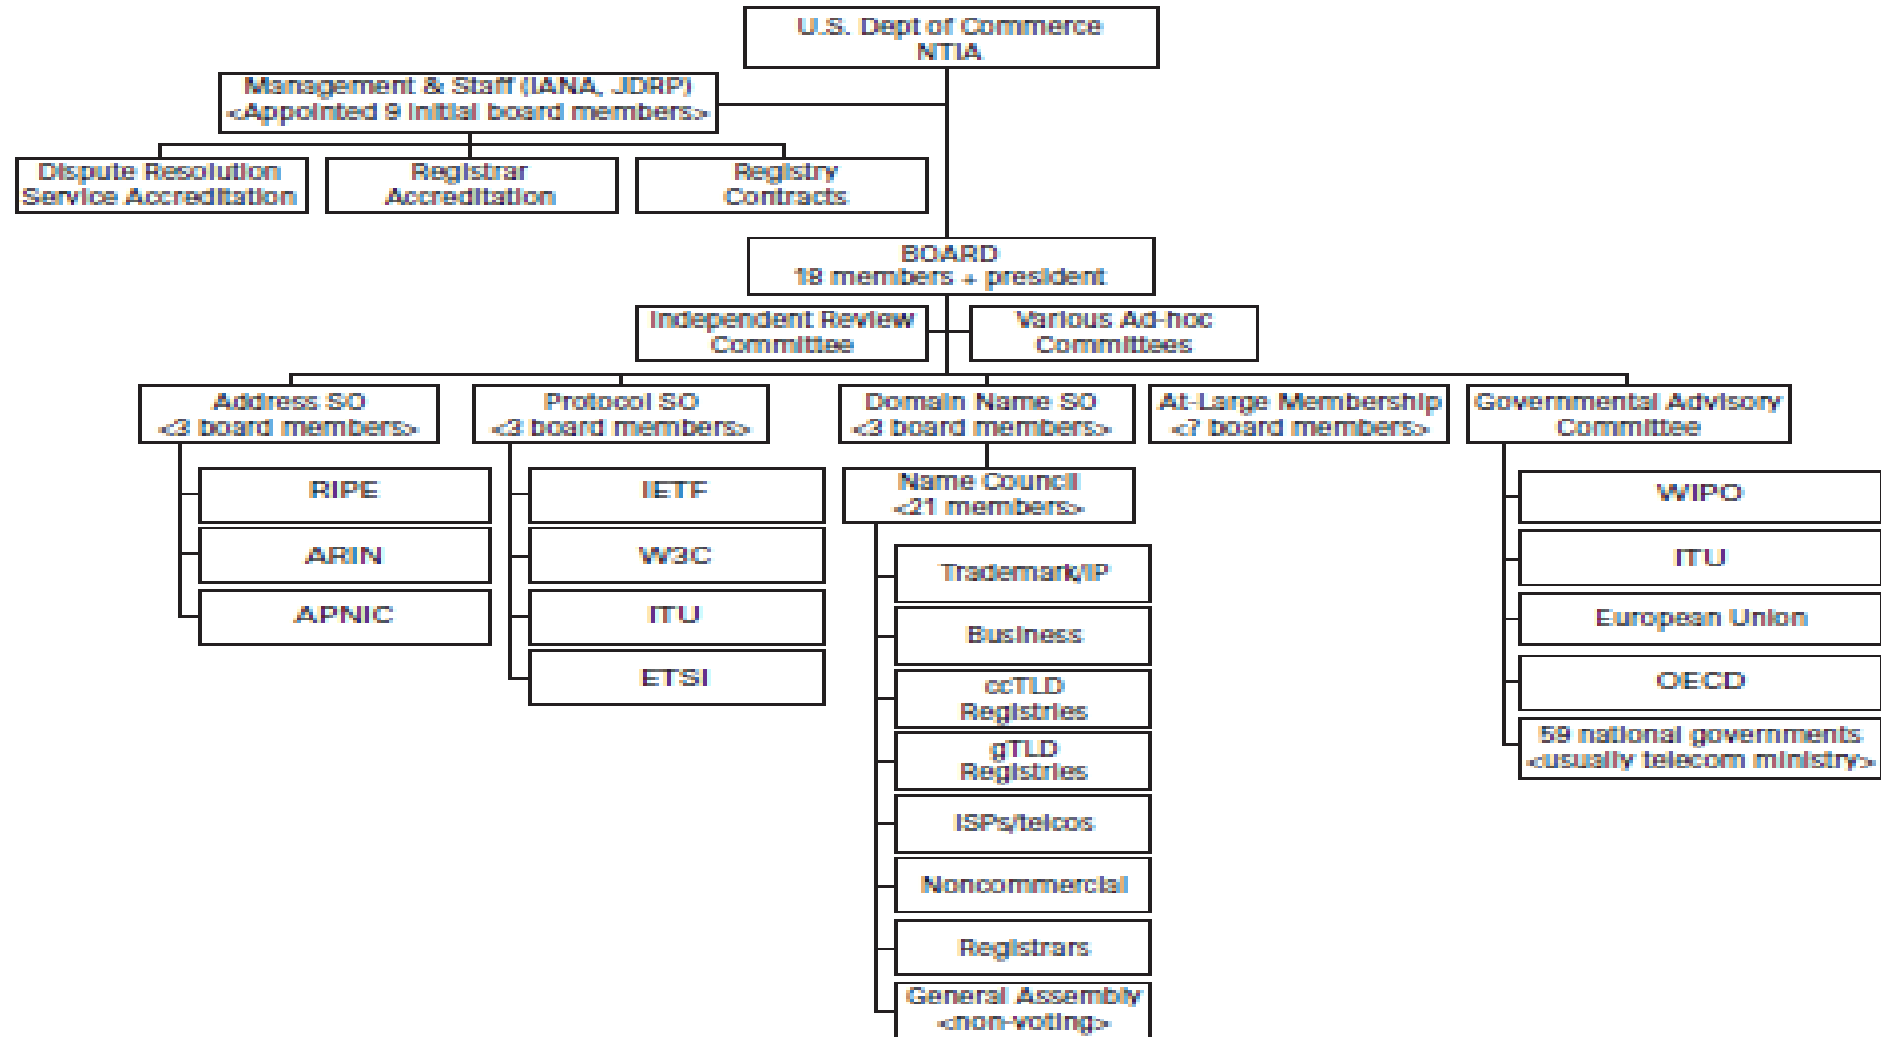 U.S. Dept of Commerce
NTIA
Management & Staff (IANA, JDRP)
<Appointed 9 initial board members>
Dispute Resolution
Service Accreditation
Registrar
Accreditation
Registry
Contracts
BOARD
18 members + president
Independent Review
Committee
Various Ad-hoc
Committees
Address SO
<3 board members>
Protocol SO
<3 board members>
Domain Name SO
<3 board members>
At-Large Membership
<? board members>
Governmental Advisory
Committee
RIPE
ARIN
APNIC
IETF
W3C
ITU
ETSI
Name Council
<21 members>
Trademark/IP
Business
ccTLD
Registries
gTLD
Registries
ISPs/telcos
Noncommercial
Registrars
General Assembly
<non-voting>
WIPO
ITU
European Union
OECD
59 national governments
<usually telecom ministry>